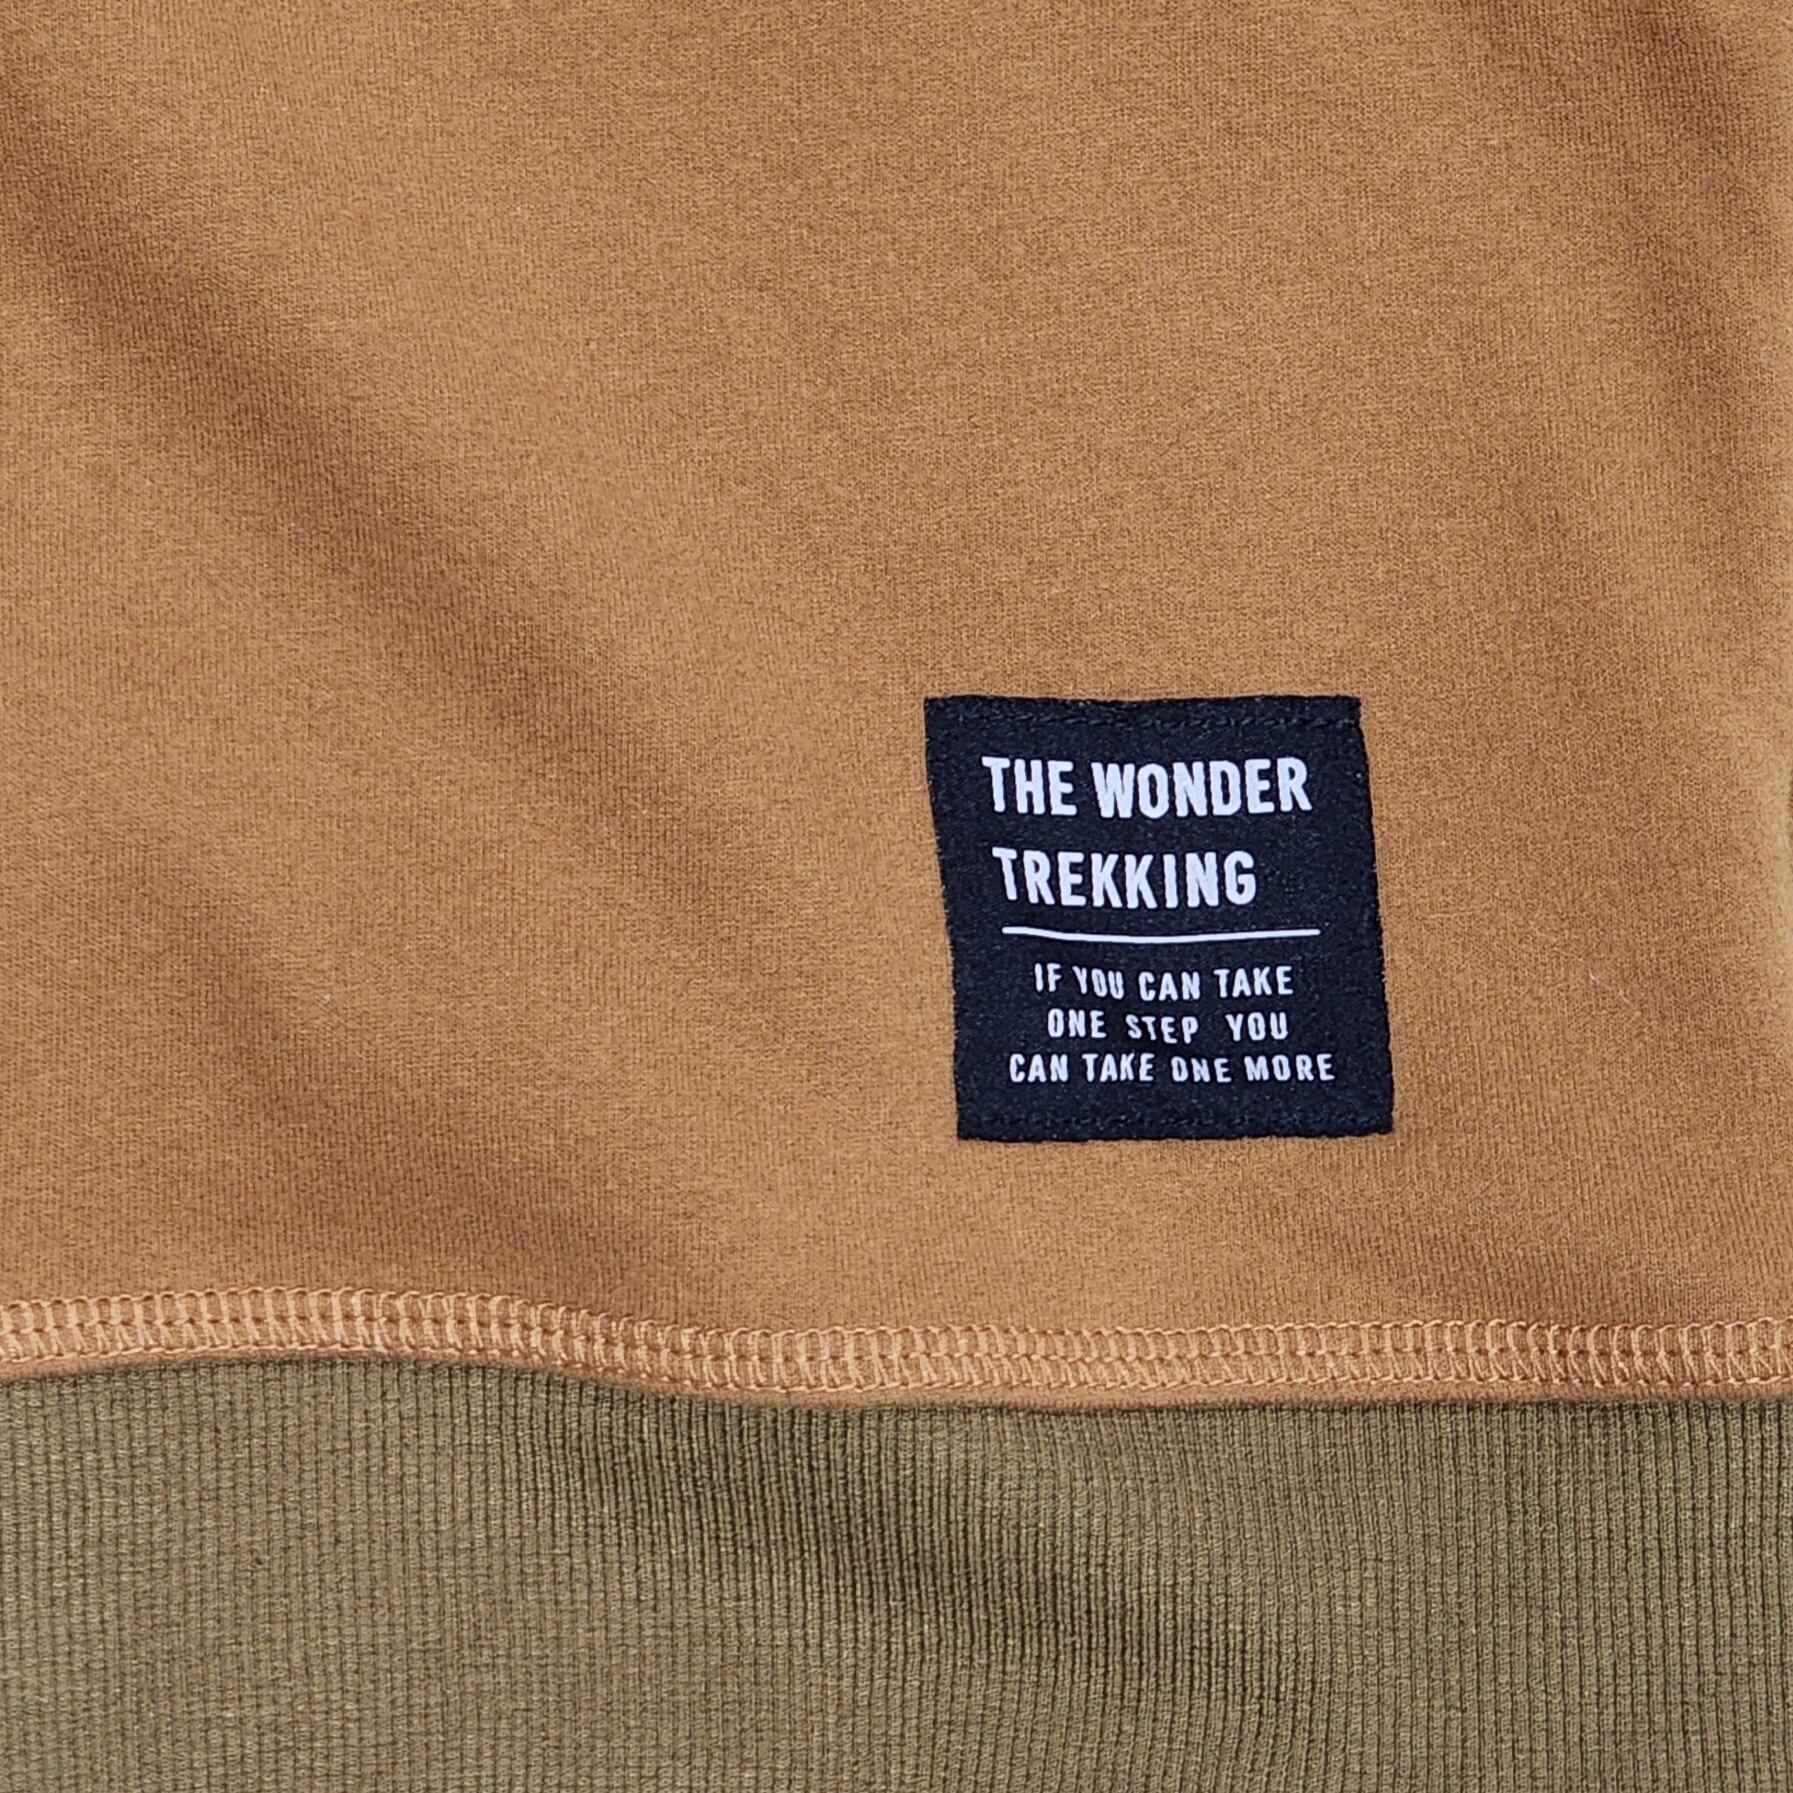 THE WONDER
TREKKING
IF YOU CAN TAKE
ONE STEP YOU
CAN TAKE ONE MORE